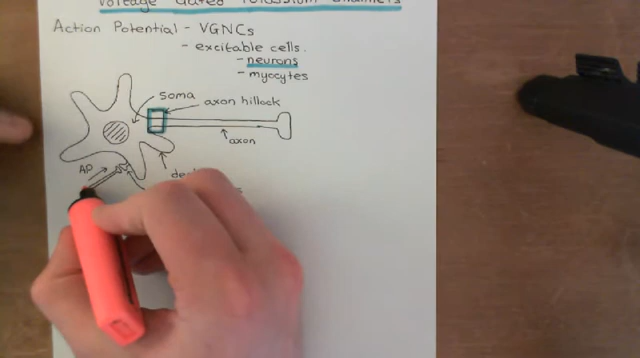 Voltage Gated Potassium Channels
Action Potential - VGNCs
- excitable cells.
- neurons
- myocytes
soma
axon hillock
axon
AP